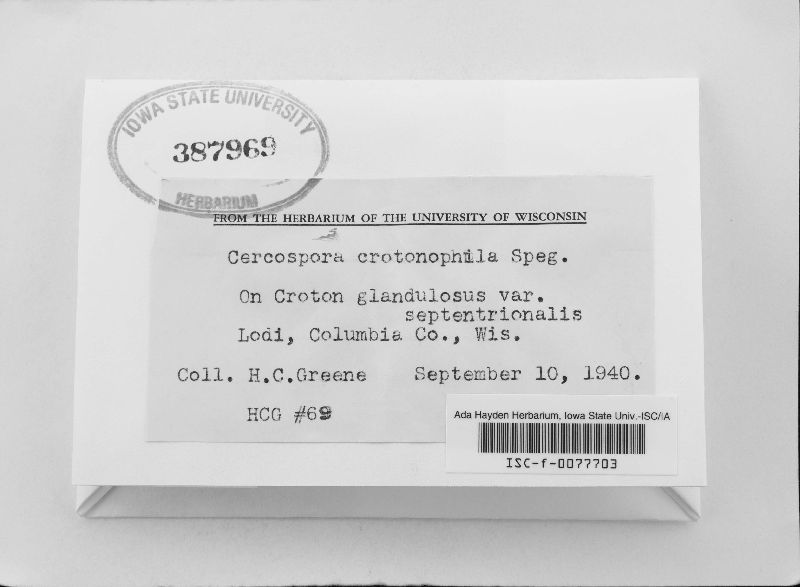 IOWA STATE UNIVERSITY
387969
HERBARIUM
FROM THE HERBARIUM OF THE UNIVERSITY OF WISCONSIN
Cercospora crotonophila Speg.
On Croton glandulosus var.
septentrionalis
Lodi, Columbia Co., Wis.
Coll. H.C.Greene September 10, 1940.
HCG #69
Ada Hayden Herbarium, Iowa State Univ.-ISC/IA
ISC-f-0077703